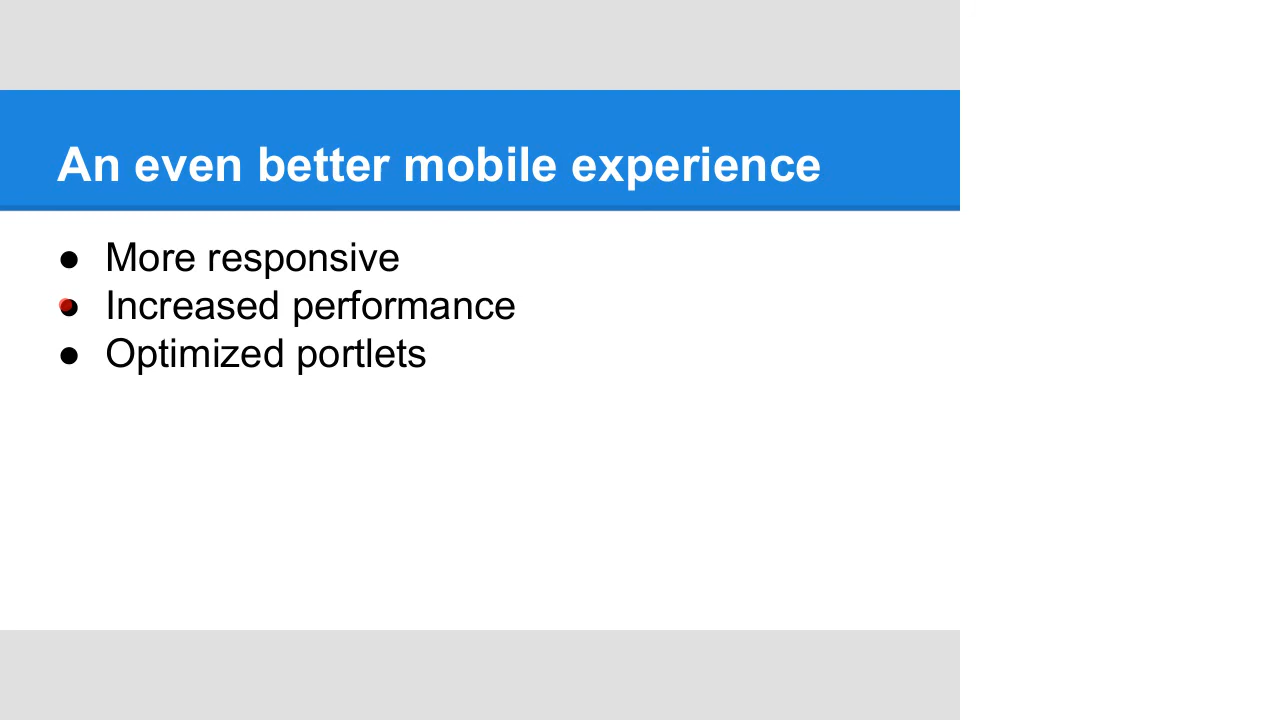 An even better mobile experience
● More responsive
● Increased performance
● Optimized portlets